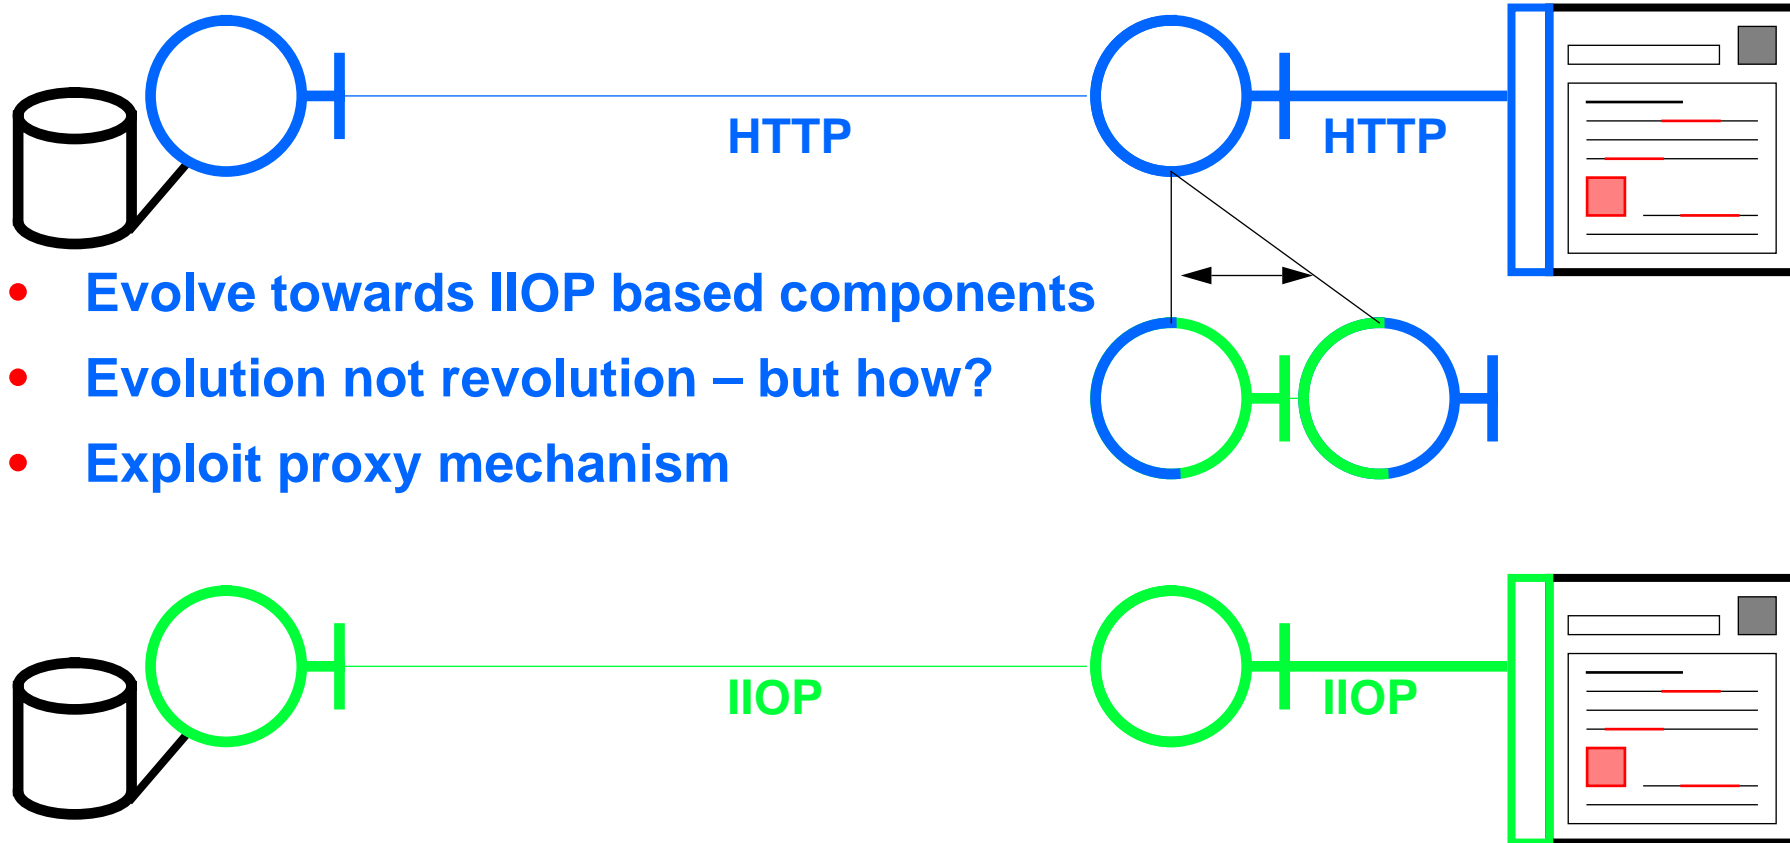 HTTP HTTP
• Evolve towards IIOP based components
• Evolution not revolution – but how?
• Exploit proxy mechanism
IIOP IIOP